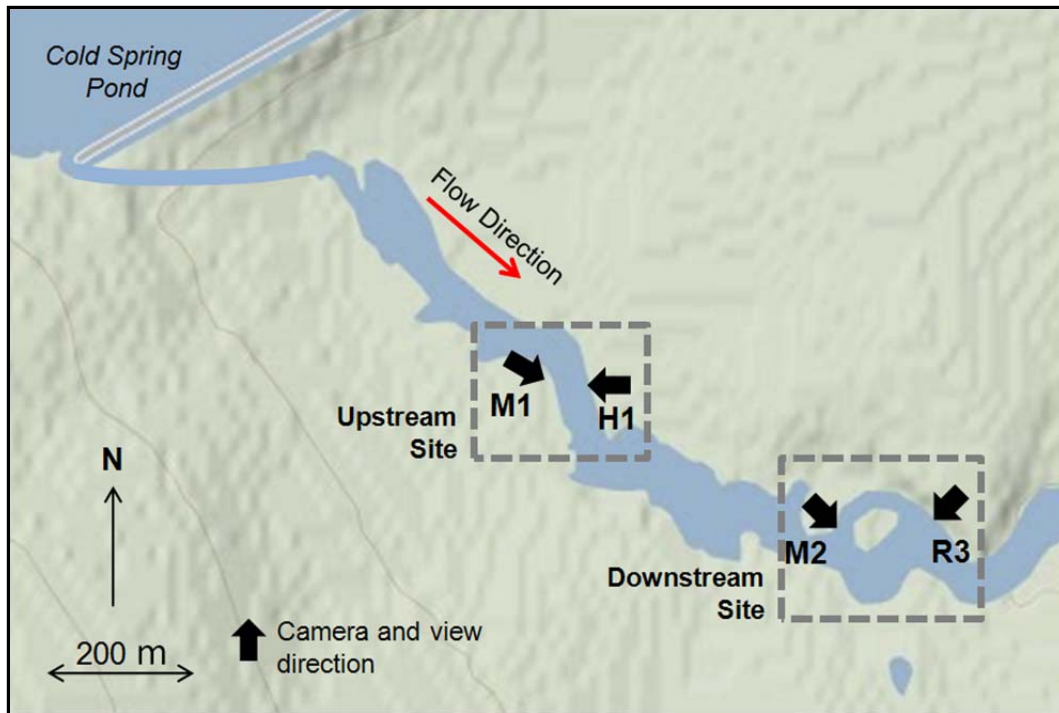 Cold Spring
Pond
Flow Direction
M1
H1
Upstream
Site
N
M2
R3
Downstream
Site
Camera and view
direction
200 m